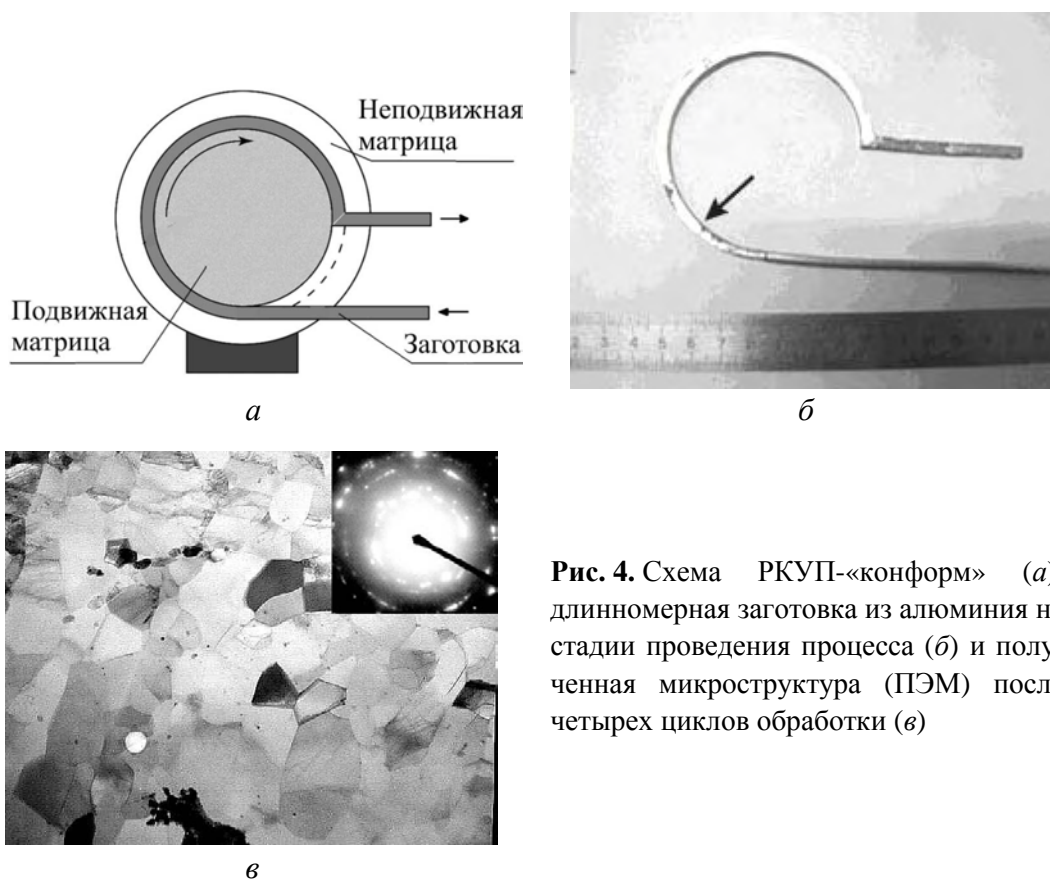 Неподвижная
матрица
Подвижная
матрица
Заготовка
а
б
Рис. 4. Схема РКУП-«конформ» (а)
длинномерная заготовка из алюминия н
стадии проведения процесса (б) и полу
ченная микроструктура (ПЭМ) посл
четырех циклов обработки (в)
в